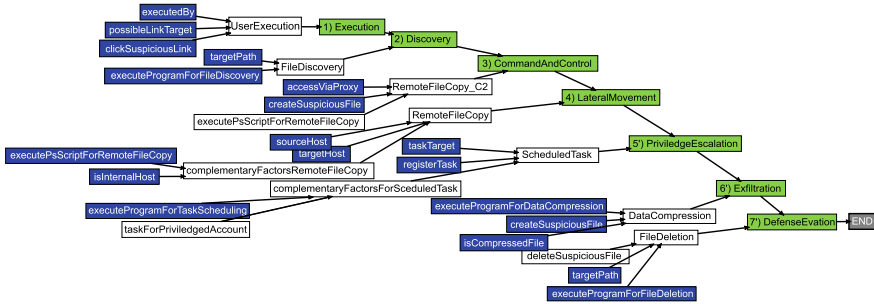 executedBy
possibleLinkTarget
clickSuspiciousLink
UserExecution
1) Execution
2) Discovery
targetPath
executeProgramForFileDiscovery
FileDiscovery
3) CommandAndControl
accessViaProxy
createSuspiciousFile
executePsScriptForRemoteFileCopy
RemoteFileCopy_C2
4) LateralMovement
RemoteFileCopy
sourceHost
targetHost
executePsScriptForRemoteFileCopy
isInternalHost
complementaryFactorsRemoteFileCopy
taskTarget
registerTask
ScheduledTask
5') PriviledgeEscalation
complementaryFactorsForSceduledTask
executeProgramForTaskScheduling
taskForPriviledgedAccount
6') Exfiltration
executeProgramForDataCompression
createSuspiciousFile
isCompressedFile
DataCompression
7') DefenseEvation
END
FileDeletion
deleteSuspiciousFile
targetPath
executeProgramForFileDeletion